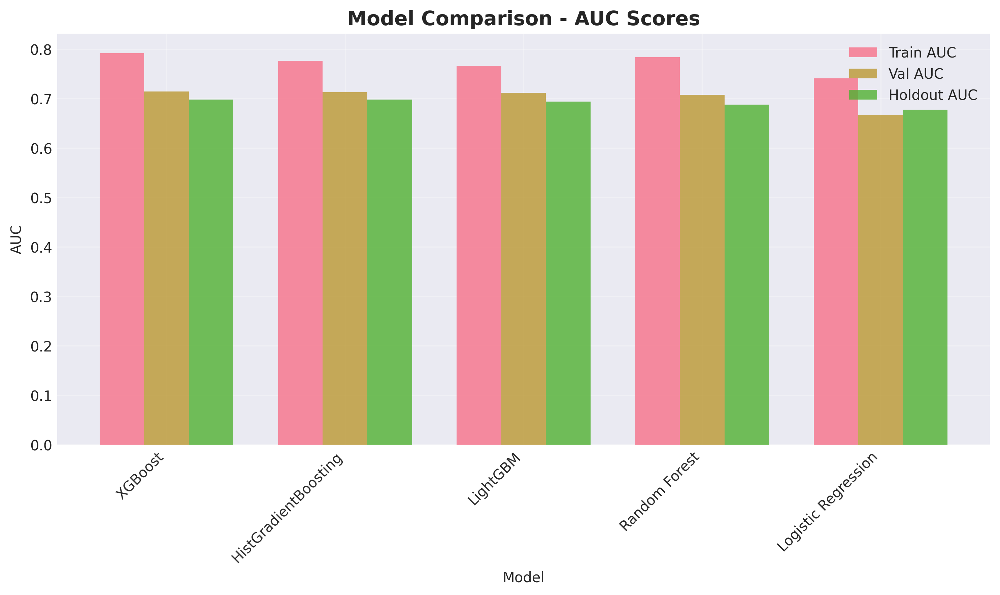 Model Comparison - AUC Scores
Train AUC
Val AUC
Holdout AUC
AUC
0.8
0.7
0.6
0.5
0.4
0.3
0.2
0.1
0.0
XGBoost
HistGradientBoosting
LightGBM
Random Forest
Logistic Regression
Model